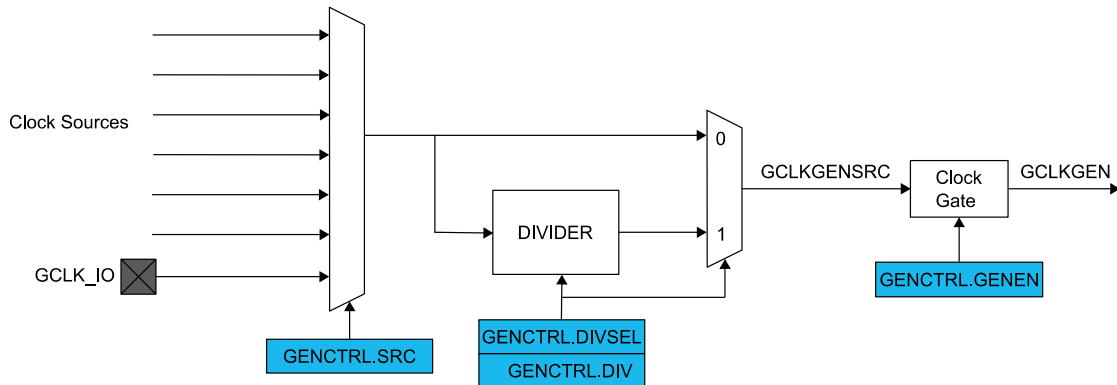 Clock Sources
GCLK_IO
GENCTRL.SRC
DIVIDER
GENCTRL.DIVSEL
GENCTRL.DIV
0
1
GCLKGENSRC
Clock
Gate
GCLKGEN
GENCTRL.GENEN